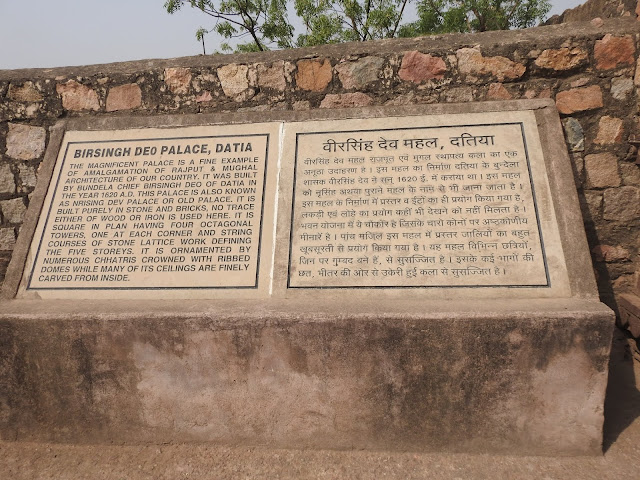 BIRSINGH DEO PALACE, DATIA
THE MAGNIFICENT PALACE IS A FINE EXAMPLE
OF AMALGAMATION OF RAJPUT & MUGHAL
ARCHITECTURE OF OUR COUNTRY. IT WAS BUILT
BY BUNDELA CHIEF BIRSINGH DEO OF DATIA IN
THE YEAR 1620 A.D. THIS PALACE IS ALSO KNOWN
AS NRISING DEV PALACE OR OLD PALACE. IT IS
BUILT PURELY IN STONE AND BRICKS, NO TRACE
EITHER OF WOOD OR IRON IS USED HERE. IT IS
SQUARE IN PLAN HAVING FOUR OCTAGONAL
TOWERS, ONE AT EACH CORNER AND STRING
COURSES OF STONE LATTICE WORK DEFINING
THE FIVE STOREYS. IT IS ORNAMENTED BY
NUMEROUS CHHATRIS CROWNED WITH RIBBED
DOMES WHILE MANY OF ITS CEILINGS ARE FINELY
CARVED FROM INSIDE.
वीरसिंह देव महल, दतिया
वीरसिंह देव महल राजपूत एवं मुगल स्थापत्य कला का एक
अनूठा उदाहरण है। इस महल का निर्माण दतिया के बुन्देला
शासक वीरसिंह देव ने सन् 1620 ई. में कराया था। इस महल
को नृसिंग अथवा पुराने महल के नाम से भी जाना जाता है।
इस महल के निर्माण में प्रस्तर व ईंटों का ही प्रयोग किया गया है,
लकड़ी एवं लोहे का प्रयोग कहीं भी देखने को नहीं मिलता है।
भवन योजना में ये चौकोर है जिसके चारो कोनों पर अष्टकोणीय
मीनारें है। पांच मंजिले इस महल में प्रस्तर जालियों का बहुत
खूबसूरती से प्रयोग किया गया है। यह महल विभिन्न छत्रियों,
जिन पर गुम्बद बने हैं, से सुसज्जित है। इसके कई भागों की
छत, भीतर की ओर से उकेरी हुई कला से सुसज्जित है।